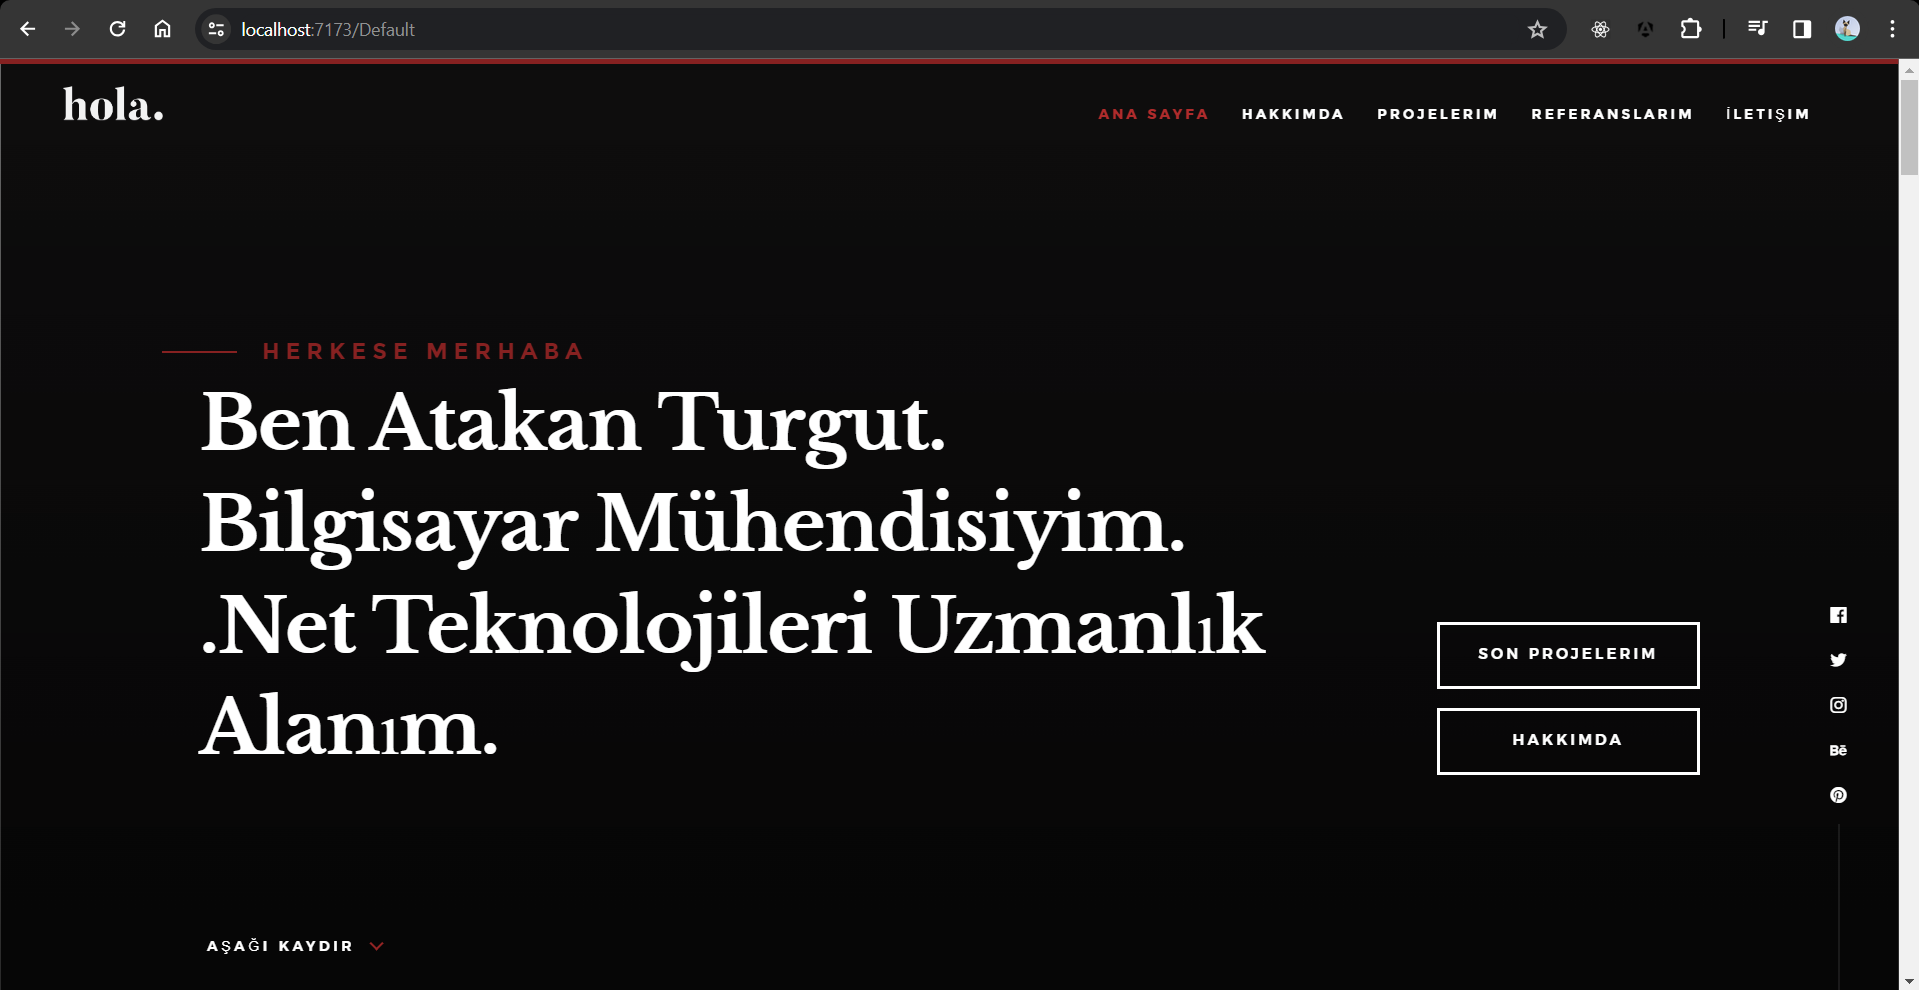 localhost:7173/Default
hola.
ANA SAYFA HAKKIMDA PROJELERIM REFERANSLARIM İLETIŞIM
HERKESE MERHABA
Ben Atakan Turgut.
Bilgisayar Mühendisiyim.
.Net Teknolojileri Uzmanlık
Alanım.
SON PROJELERIM
HAKKIMDA
Bē
AŞAĞI KAYDIR